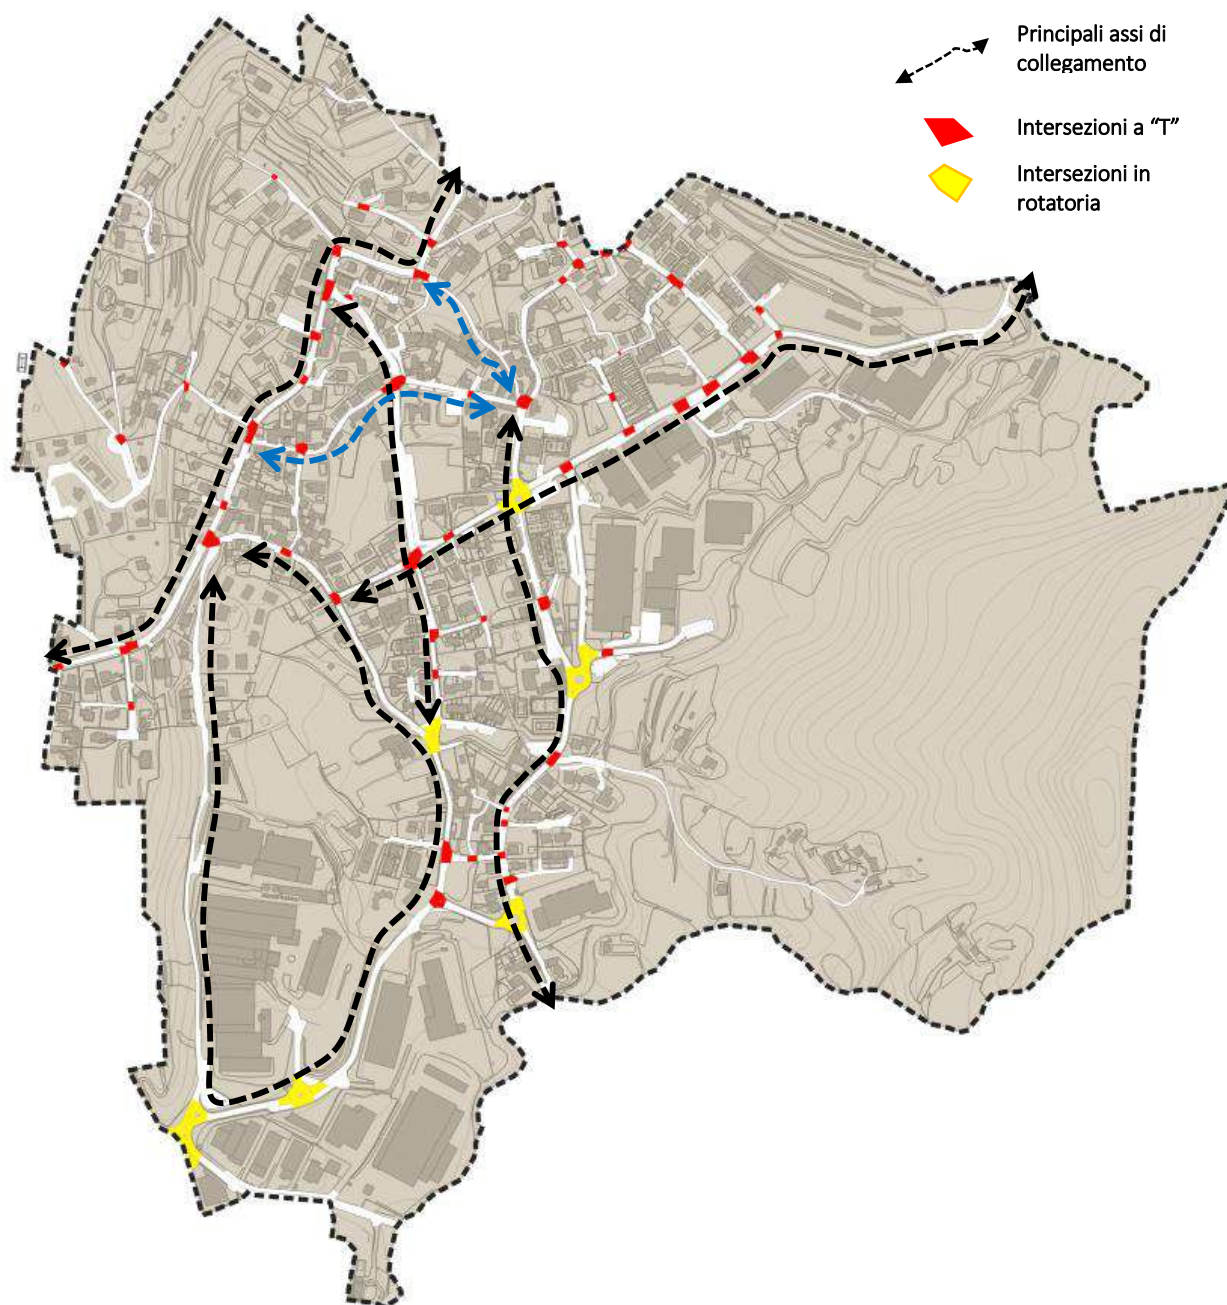 Principali assi di
collegamento
Intersezioni a “T”
Intersezioni in
rotatoria